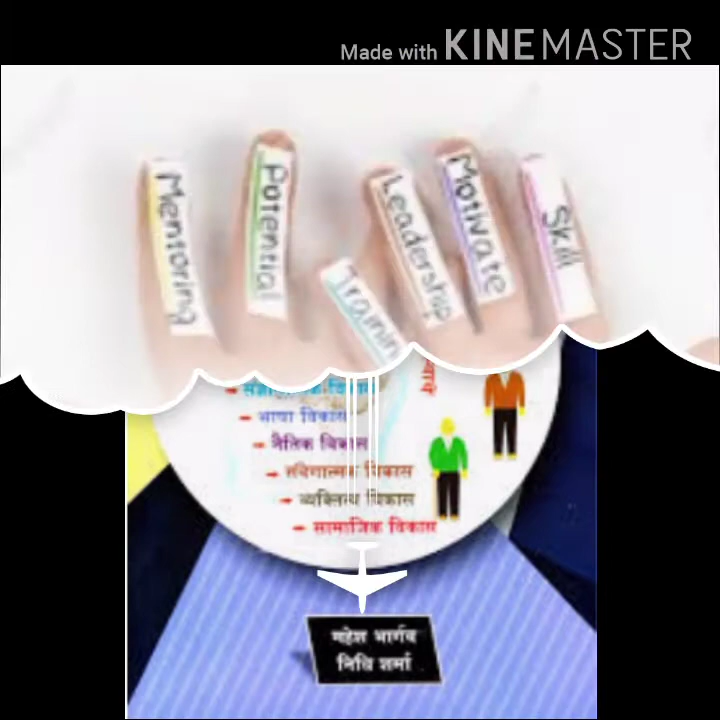 Made with KINEMASTER
Mentoring
Potential
Training
Leadership
Motivate
Skill
भाषा विकास
नैतिक विकास
विकास
व्यक्तित्व विकास
सामाजिक विकास
महेश भार्गव
निधि शर्मा